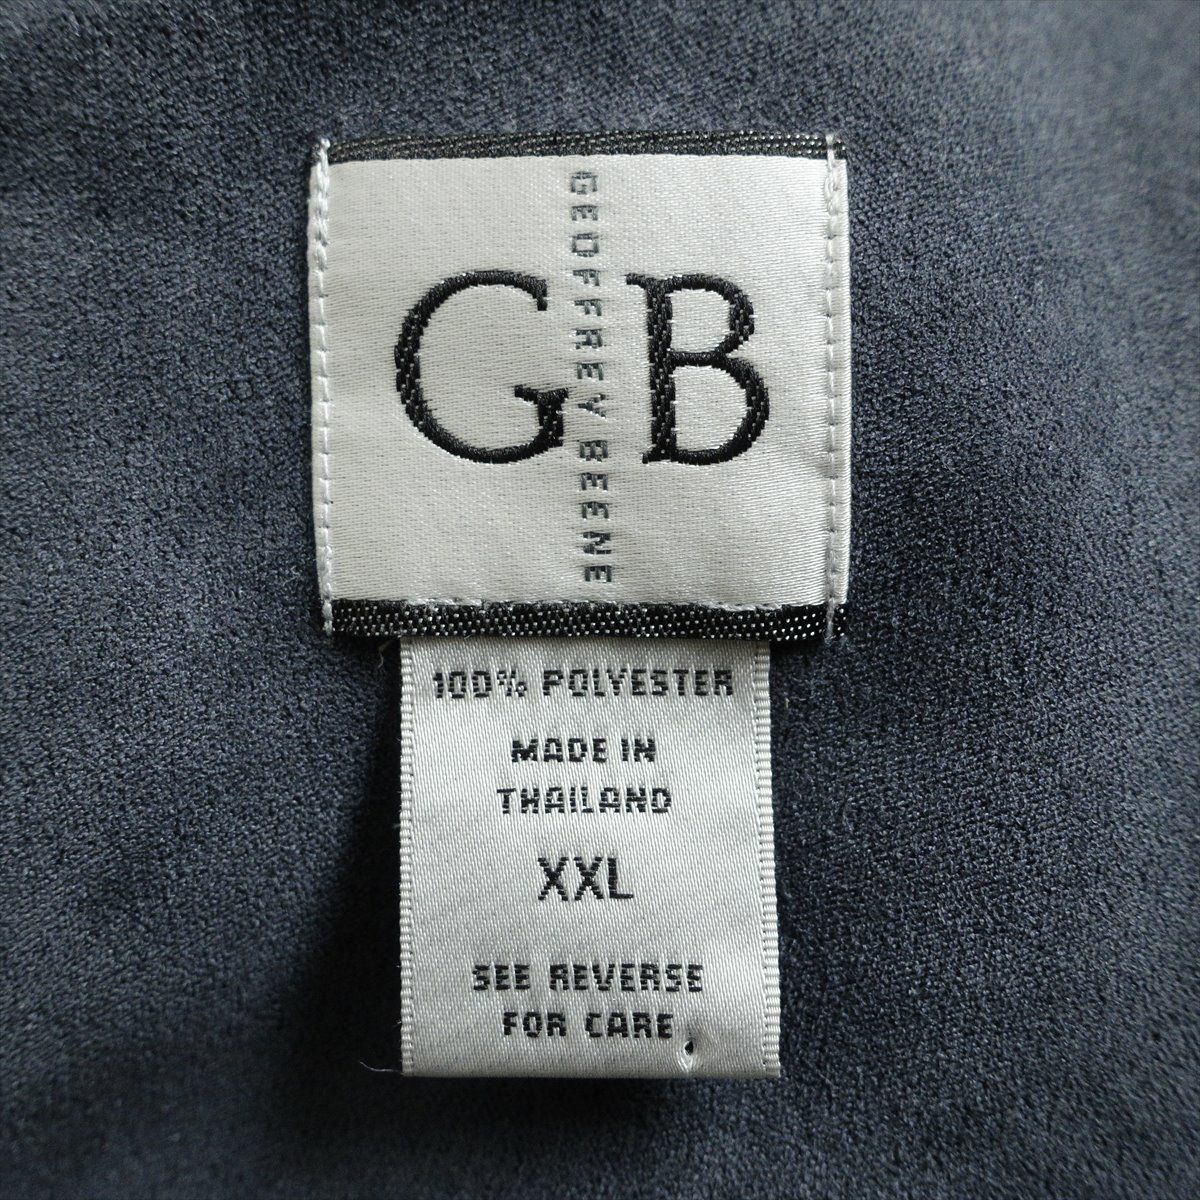 GEOFFREY BEENE
GB
100% POLYESTER
MADE IN
THAILAND
XXL
SEE REVERSE
FOR CARE